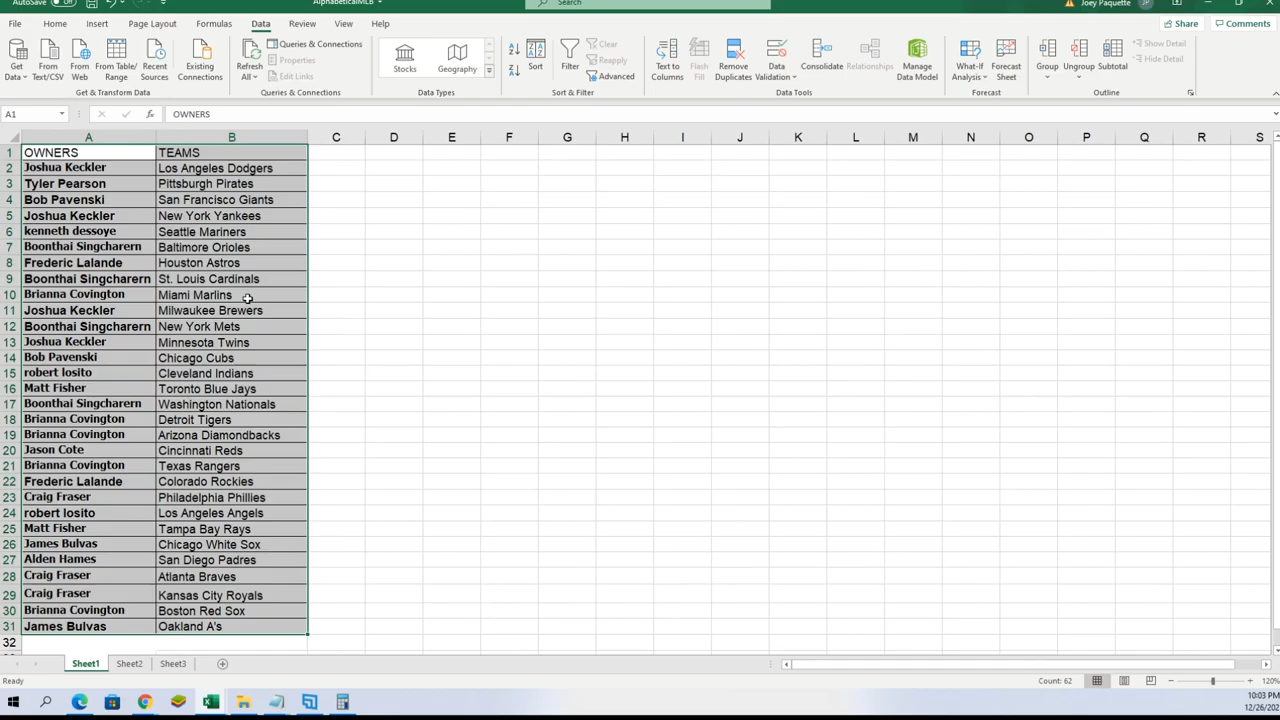 AutoSave Off AlphabeticalMLB Search Joey Paquette JP
File Home Insert Page Layout Formulas Data Review View Help Share Comments
Get Data From Text/CSV From Web From Table/ Range Recent Sources Existing Connections
Get & Transform Data
Refresh All Queries & Connections Properties Edit Links
Queries & Connections
Stocks Geography
Data Types
Sort Filter Clear Reapply Advanced
Sort & Filter
Text to Columns Flash Fill Remove Duplicates Data Validation Consolidate Relationships Manage Data Model
Data Tools
What-If Analysis Forecast Sheet
Forecast
Group Ungroup Subtotal Show Detail Hide Detail
Outline
A1 fx OWNERS
A B C D E F G H I J K L M N O P Q R S
1 OWNERS TEAMS
2 Joshua Keckler Los Angeles Dodgers
3 Tyler Pearson Pittsburgh Pirates
4 Bob Pavenski San Francisco Giants
5 Joshua Keckler New York Yankees
6 kenneth dessoye Seattle Mariners
7 Boonthai Singcharern Baltimore Orioles
8 Frederic Lalande Houston Astros
9 Boonthai Singcharern St. Louis Cardinals
10 Brianna Covington Miami Marlins
11 Joshua Keckler Milwaukee Brewers
12 Boonthai Singcharern New York Mets
13 Joshua Keckler Minnesota Twins
14 Bob Pavenski Chicago Cubs
15 robert losito Cleveland Indians
16 Matt Fisher Toronto Blue Jays
17 Boonthai Singcharern Washington Nationals
18 Brianna Covington Detroit Tigers
19 Brianna Covington Arizona Diamondbacks
20 Jason Cote Cincinnati Reds
21 Brianna Covington Texas Rangers
22 Frederic Lalande Colorado Rockies
23 Craig Fraser Philadelphia Phillies
24 robert losito Los Angeles Angels
25 Matt Fisher Tampa Bay Rays
26 James Bulvas Chicago White Sox
27 Alden Hames San Diego Padres
28 Craig Fraser Atlanta Braves
29 Craig Fraser Kansas City Royals
30 Brianna Covington Boston Red Sox
31 James Bulvas Oakland A's
32
Sheet1 Sheet2 Sheet3
Ready Count: 62 120%
10:03 PM